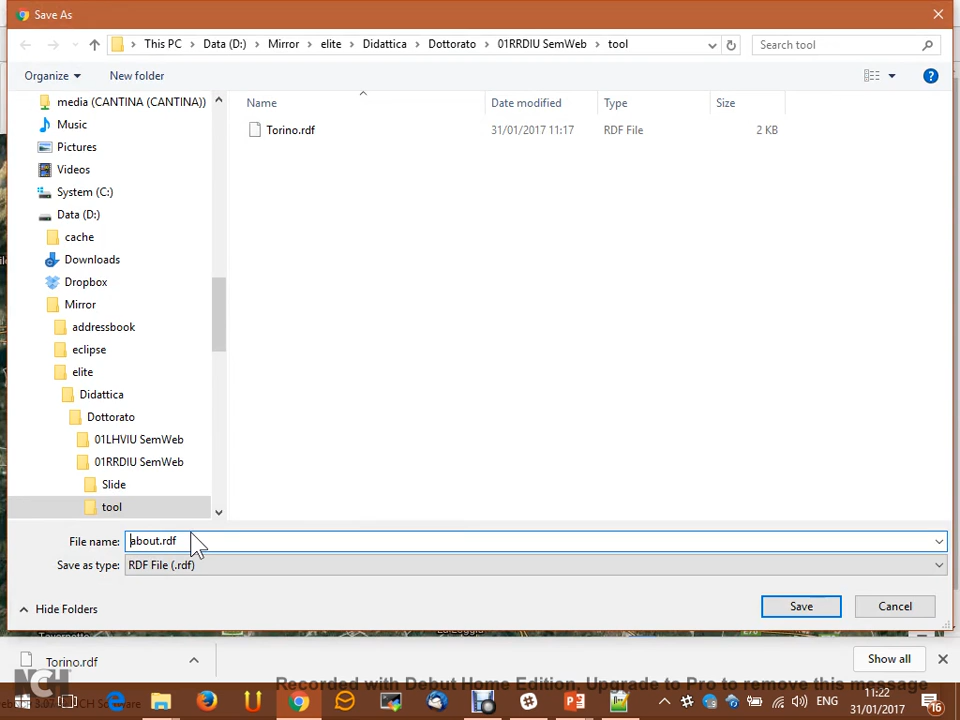 Save As
This PC > Data (D:) > Mirror > elite > Didattica > Dottorato > 01RRDIU SemWeb > tool
Search tool
Organize
New folder
media (CANTINA (CANTINA))
Music
Pictures
Videos
System (C:)
Data (D:)
cache
Downloads
Dropbox
Mirror
addressbook
eclipse
elite
Didattica
Dottorato
01LHVIU SemWeb
01RRDIU SemWeb
Slide
tool
Name Date modified Type Size
Torino.rdf 31/01/2017 11:17 RDF File 2 KB
File name: about.rdf
Save as type: RDF File (.rdf)
Hide Folders
Save
Cancel
Torino.rdf
Show all
NCH
Recorded with Debut Home Edition. Upgrade to Pro to remove this message
Software
ENG
11:22
31/01/2017
16